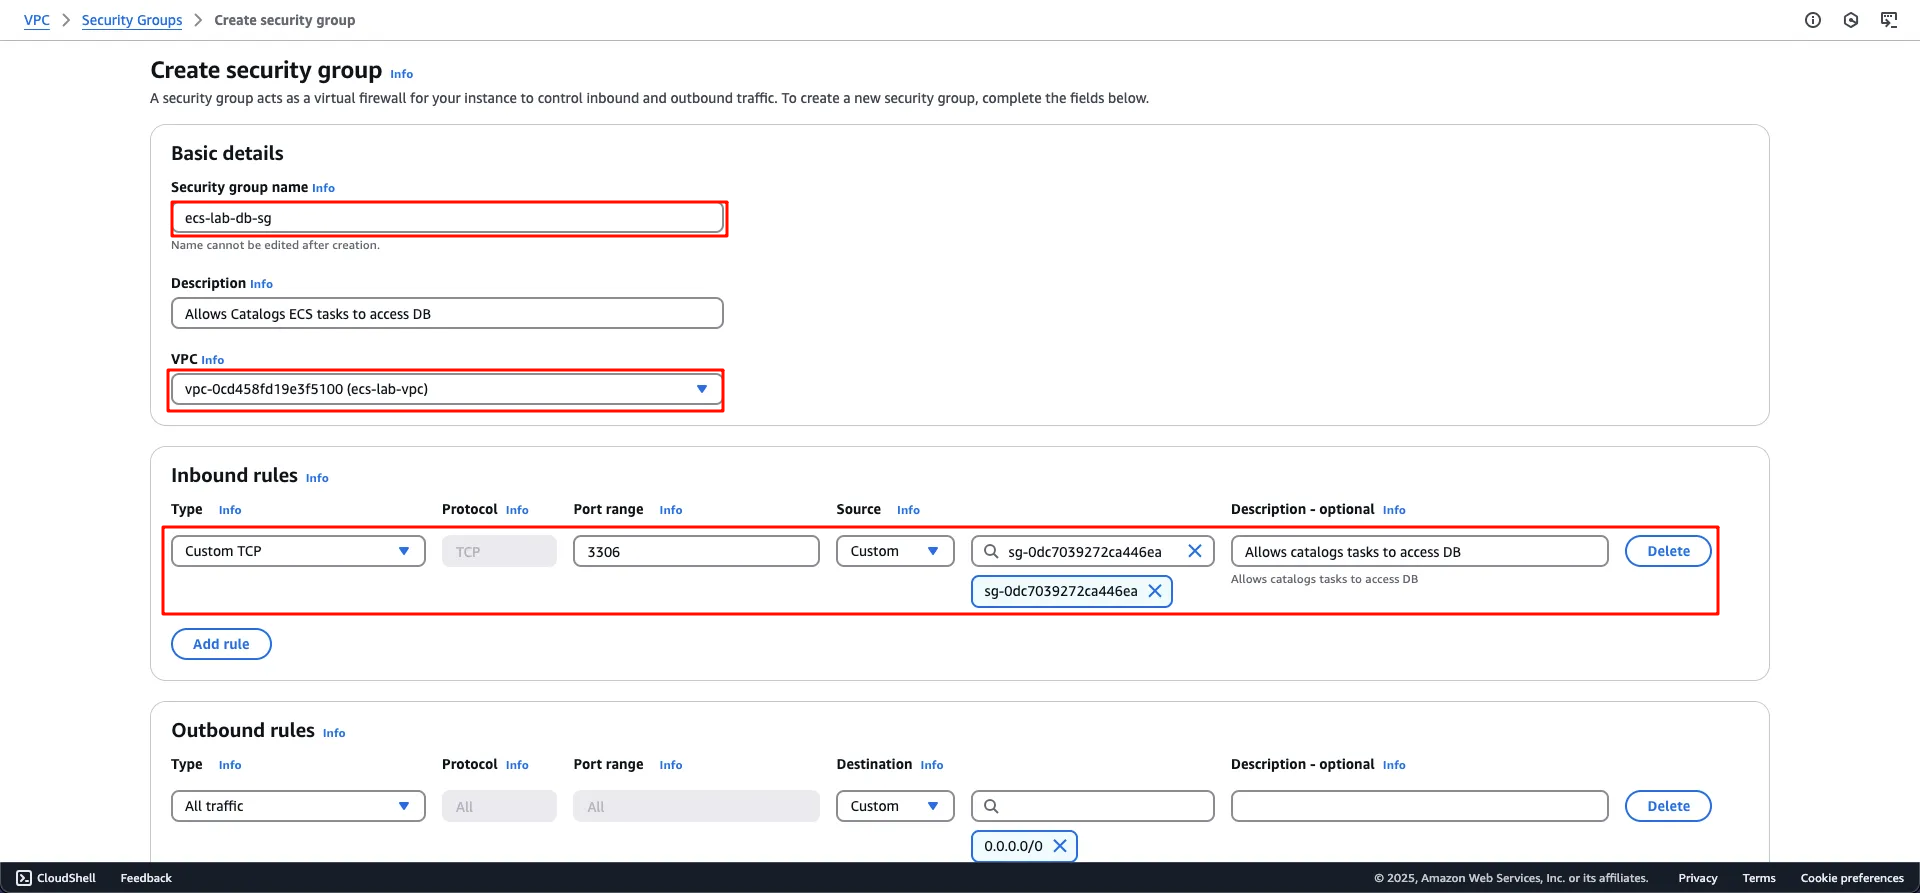 VPC > Security Groups > Create security group
Create security group Info
A security group acts as a virtual firewall for your instance to control inbound and outbound traffic. To create a new security group, complete the fields below.
Basic details
Security group name Info
ecs-lab-db-sg
Name cannot be edited after creation.
Description Info
Allows Catalogs ECS tasks to access DB
VPC Info
vpc-0cd458fd19e3f5100 (ecs-lab-vpc)
Inbound rules Info
Type Info Protocol Info Port range Info Source Info Description - optional Info
Custom TCP TCP 3306 Custom sg-0dc7039272ca446ea Allows catalogs tasks to access DB Delete
Allows catalogs tasks to access DB
sg-0dc7039272ca446ea
Add rule
Outbound rules Info
Type Info Protocol Info Port range Info Destination Info Description - optional Info
All traffic All All Custom Delete
0.0.0.0/0
CloudShell Feedback © 2025, Amazon Web Services, Inc. or its affiliates. Privacy Terms Cookie preferences